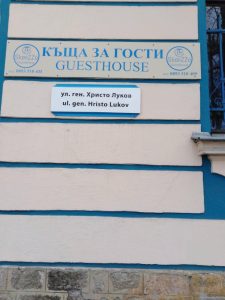 КЪЩА ЗА ГОСТИ
GUESTHOUSE
ул. ген. Христо Луков
ul. gen. Hristo Lukov